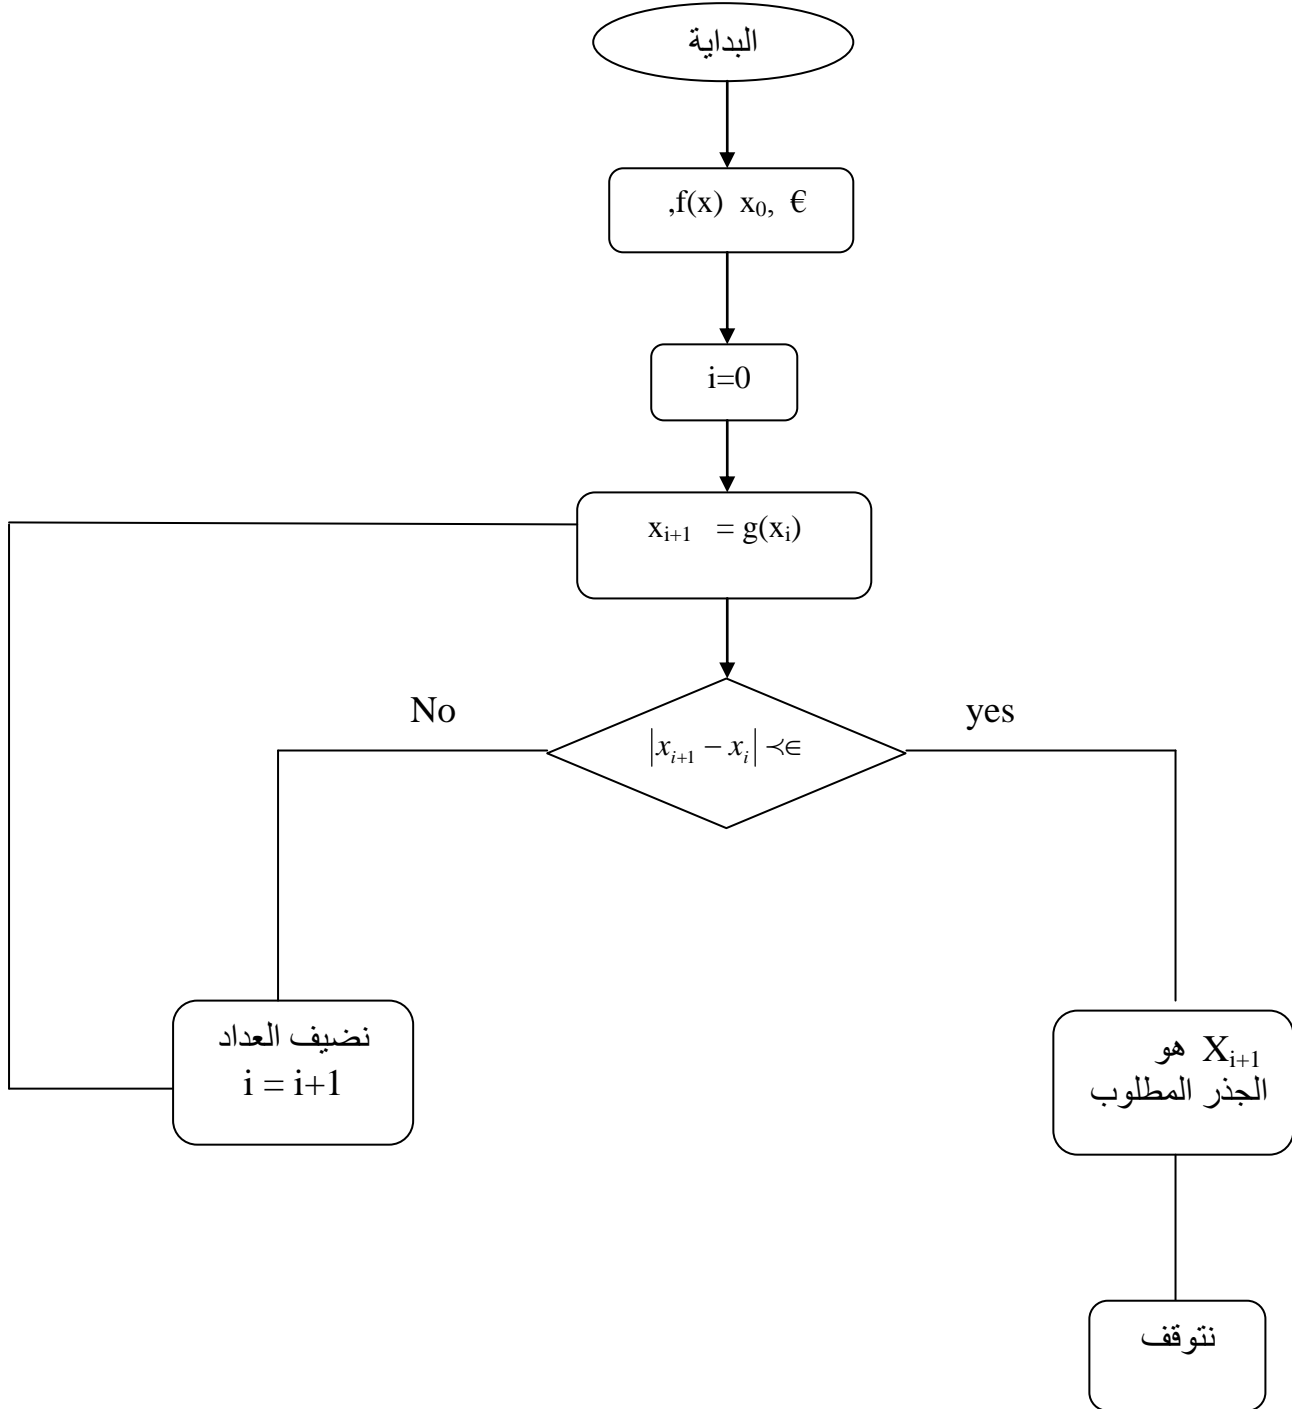 البداية
,f(x) x₀, €
i=0
xᵢ₊₁ = g(xᵢ)
No
yes
|xᵢ₊₁ − xᵢ| ≺∈
نضيف العداد
i = i+1
Xᵢ₊₁ هو
الجذر المطلوب
نتوقف